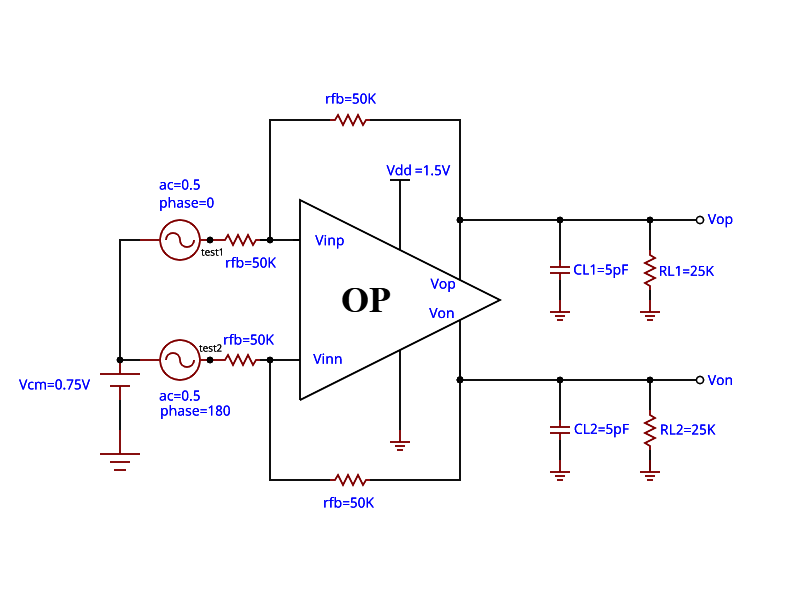 rfb=50K
Vdd =1.5V
ac=0.5
phase=0
Vop
Vinp
test1
rfb=50K
CL1=5pF
RL1=25K
Vop
OP
Von
rfb=50K
test2
Vinn
Vcm=0.75V
Von
ac=0.5
phase=180
CL2=5pF
RL2=25K
rfb=50K